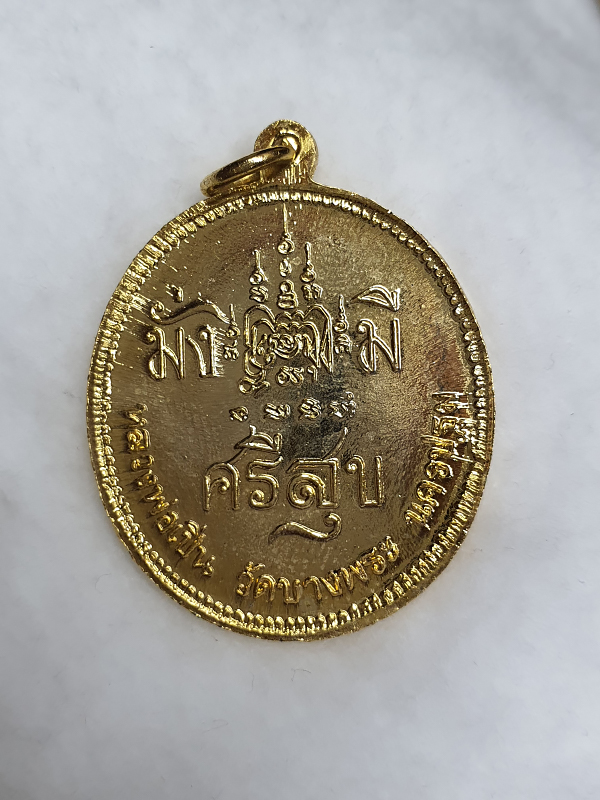 มั่ง มี
ศรีสุข
หลวงพ่อเปิ่น วัดบางพระ นครปฐม